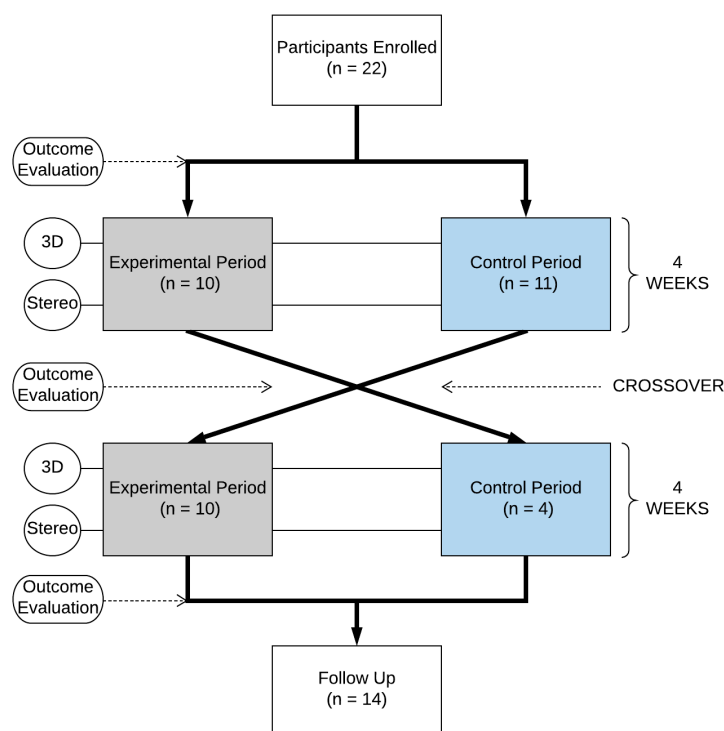 Participants Enrolled
(n = 22)
Outcome
Evaluation
3D
Stereo
Experimental Period
(n = 10)
Control Period
(n = 11)
4
WEEKS
Outcome
Evaluation
CROSSOVER
3D
Stereo
Experimental Period
(n = 10)
Control Period
(n = 4)
4
WEEKS
Outcome
Evaluation
Follow Up
(n = 14)